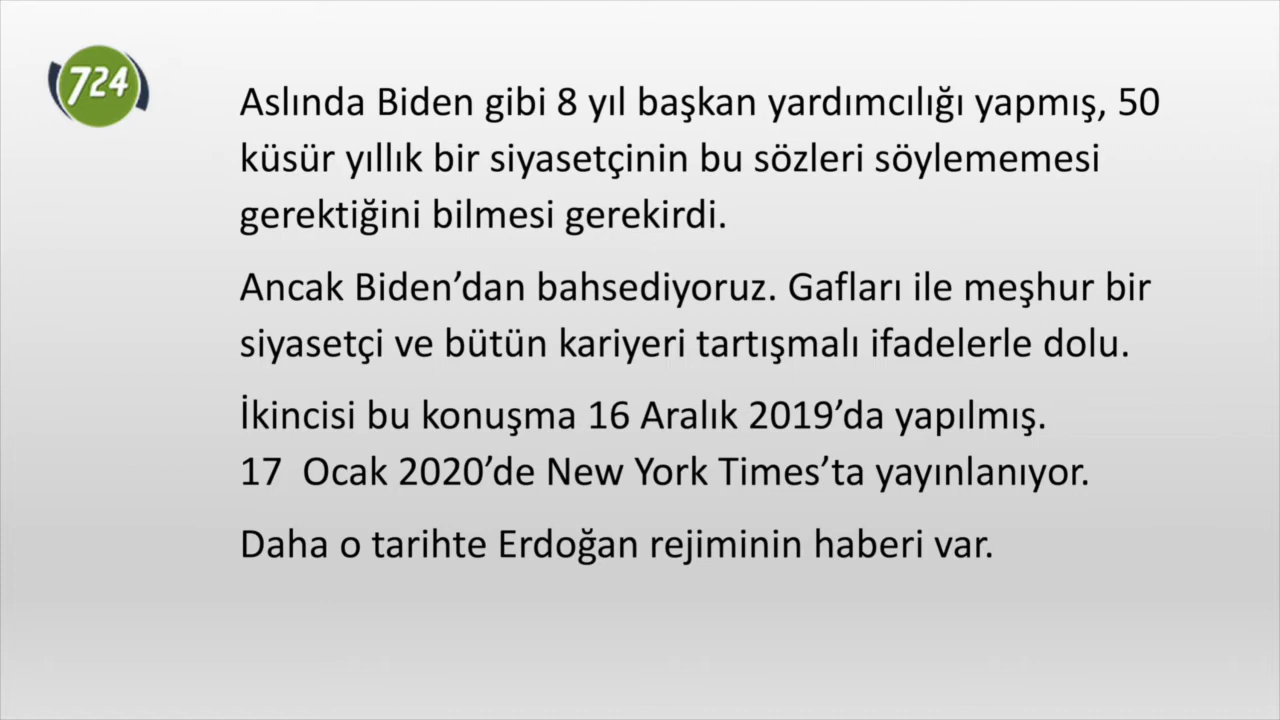 724
Aslında Biden gibi 8 yıl başkan yardımcılığı yapmış, 50
küsür yıllık bir siyasetçinin bu sözleri söylememesi
gerektiğini bilmesi gerekirdi.
Ancak Biden’dan bahsediyoruz. Gafları ile meşhur bir
siyasetçi ve bütün kariyeri tartışmalı ifadelerle dolu.
İkincisi bu konuşma 16 Aralık 2019’da yapılmış.
17  Ocak 2020’de New York Times’ta yayınlanıyor.
Daha o tarihte Erdoğan rejiminin haberi var.